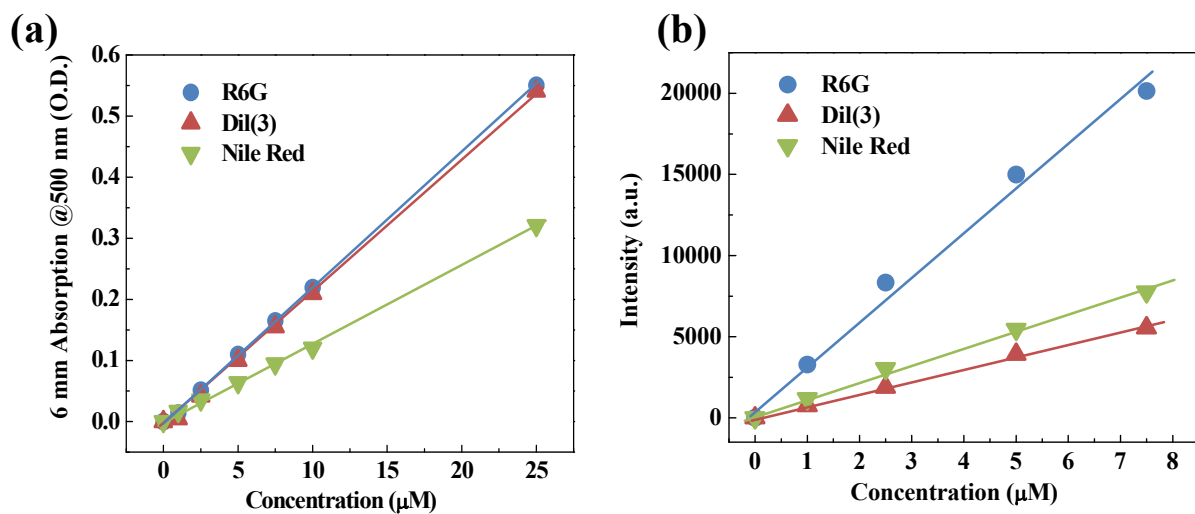 (a)
6 mm Absorption @500 nm (O.D.)
0.6
0.5
0.4
0.3
0.2
0.1
0.0
R6G
Dil(3)
Nile Red
0 5 10 15 20 25
Concentration (μM)
(b)
Intensity (a.u.)
20000
15000
10000
5000
0
R6G
Dil(3)
Nile Red
0 1 2 3 4 5 6 7 8
Concentration (μM)